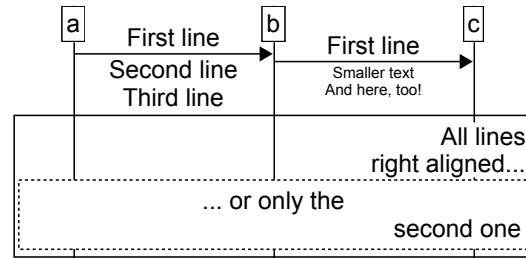 a b c
First line First line
Second line Smaller text
Third line And here, too!
All lines
right aligned...
... or only the
second one